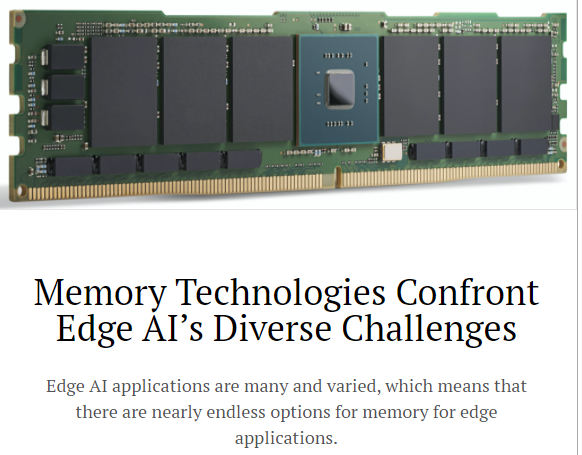 Memory Technologies Confront
Edge AI’s Diverse Challenges
Edge AI applications are many and varied, which means that
there are nearly endless options for memory for edge
applications.